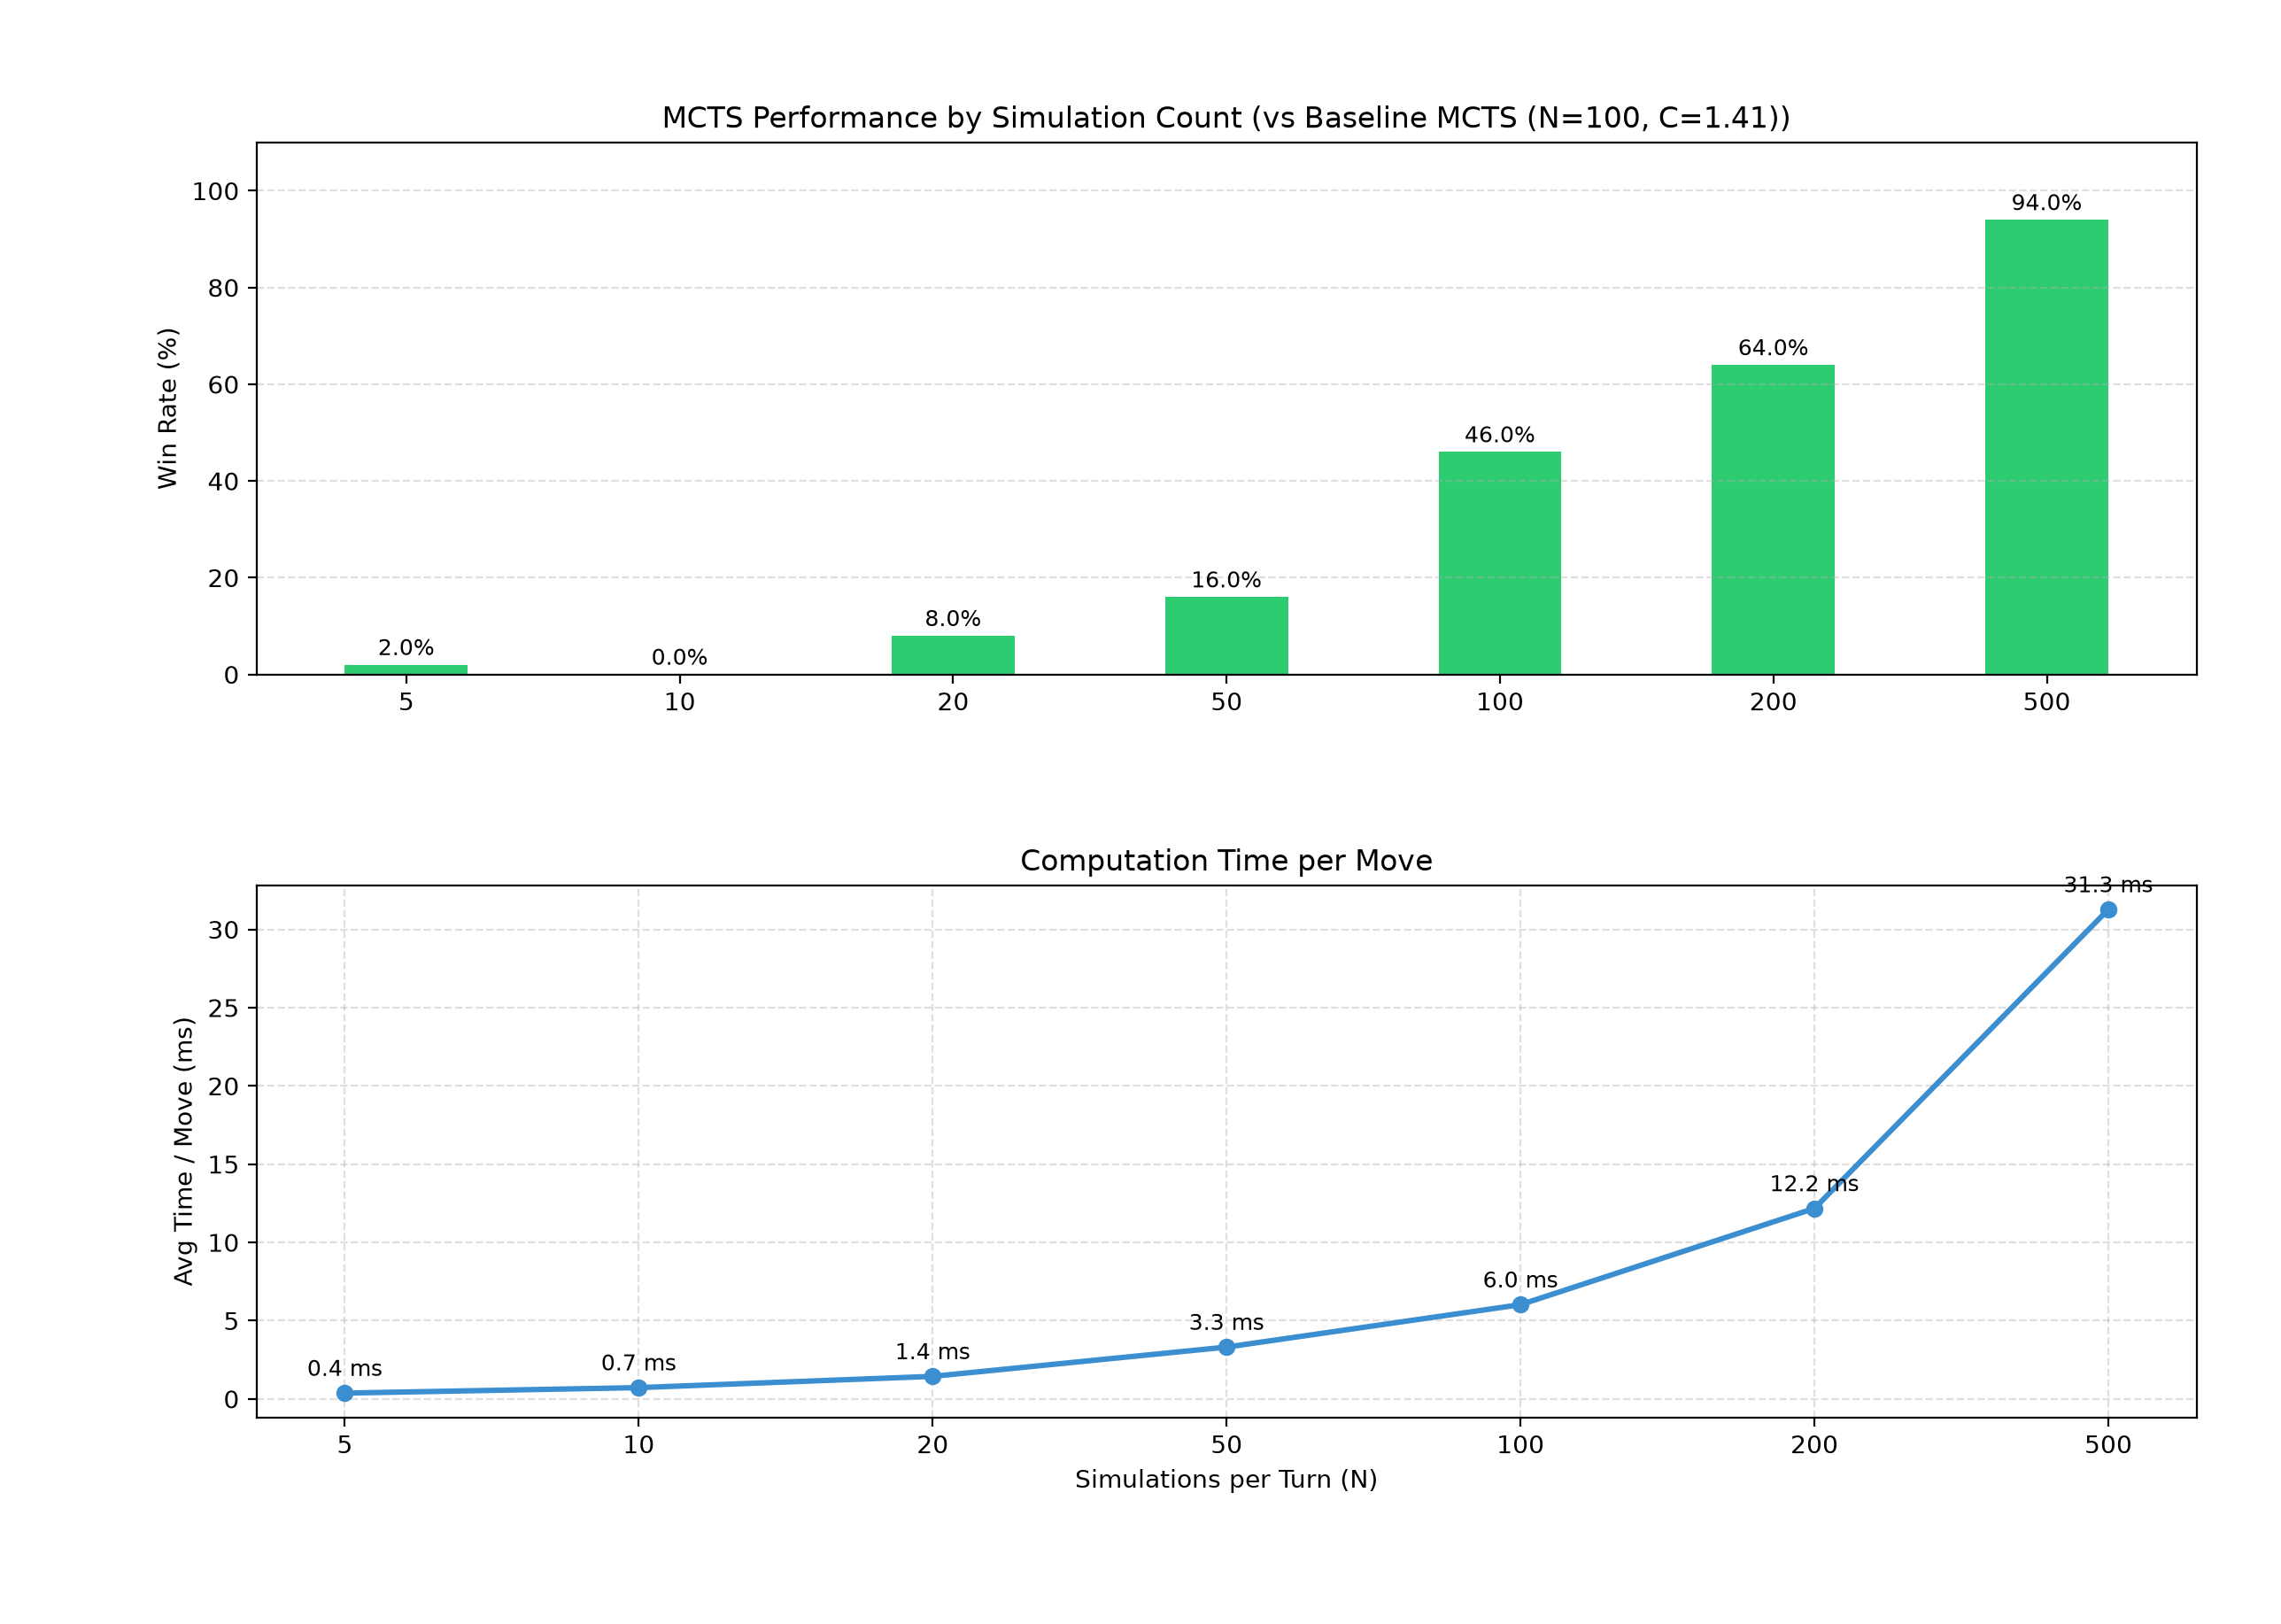 MCTS Performance by Simulation Count (vs Baseline MCTS (N=100, C=1.41))
Win Rate (%)
100
80
60
40
20
0
2.0%
0.0%
8.0%
16.0%
46.0%
64.0%
94.0%
5 10 20 50 100 200 500
Computation Time per Move
Avg Time / Move (ms)
30
25
20
15
10
5
0
0.4 ms
0.7 ms
1.4 ms
3.3 ms
6.0 ms
12.2 ms
31.3 ms
5 10 20 50 100 200 500
Simulations per Turn (N)